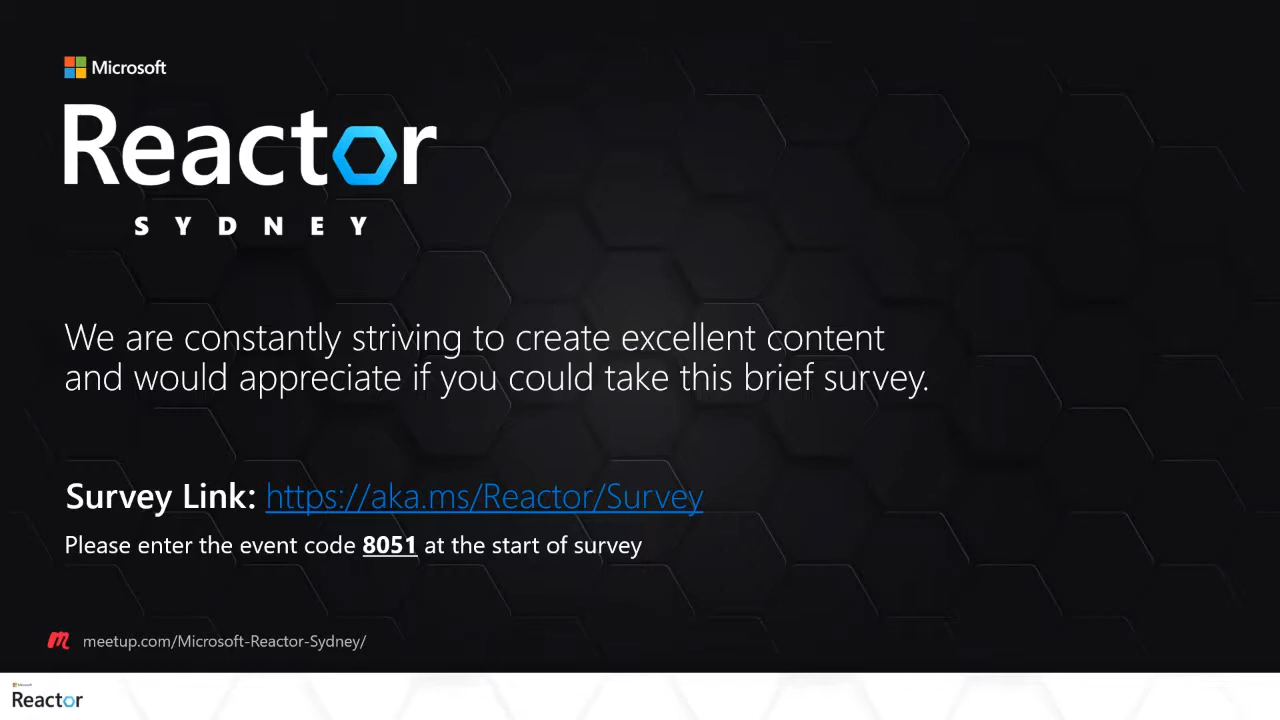 Microsoft
Reactor
SYDNEY
We are constantly striving to create excellent content
and would appreciate if you could take this brief survey.
Survey Link: https://aka.ms/Reactor/Survey
Please enter the event code 8051 at the start of survey
m meetup.com/Microsoft-Reactor-Sydney/
Microsoft
Reactor